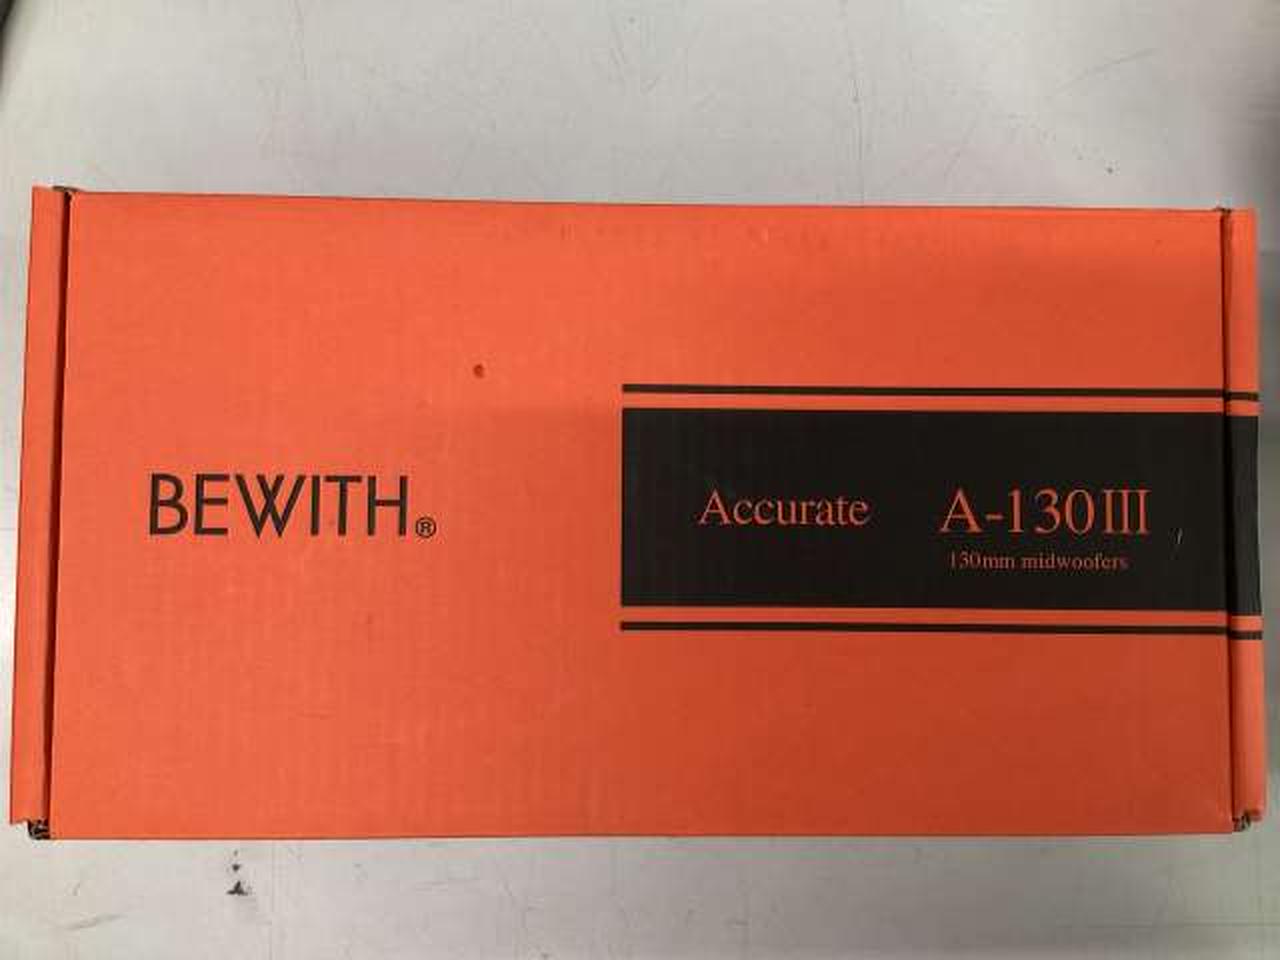 BEWITH®
Accurate A-130III
130mm midwoofers